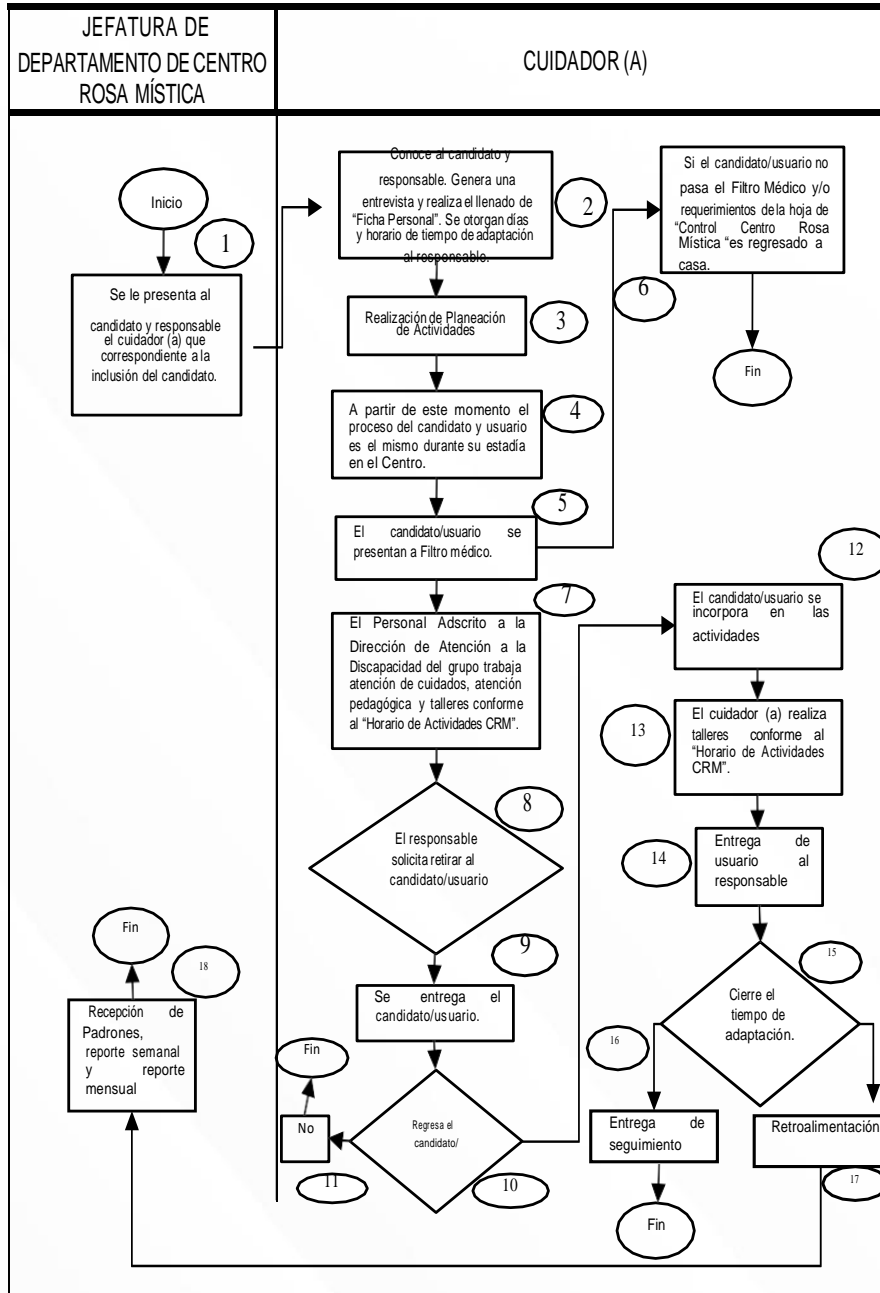 JEFATURA DE
DEPARTAMENTO DE CENTRO
ROSA MÍSTICA
CUIDADOR (A)
Inicio
1
Se le presenta al
candidato y responsable
el cuidador (a) que
correspondiente a la
inclusión del candidato.
Conoce al candidato y
responsable. Genera una
entrevista y realiza el llenado de
“Ficha Personal”. Se otorgan días
y horario de tiempo de adaptación
al responsable.
2
Realización de Planeación
de Actividades
3
A partir de este momento el
proceso del candidato y usuario
es el mismo durante su estadía
en el Centro.
4
El candidato/usuario se
presentan a Filtro médico.
5
Si el candidato/usuario no
pasa el Filtro Médico y/o
requerimientos de la hoja de
“Control Centro Rosa
Mística “es regresado a
casa.
6
Fin
El Personal Adscrito a la
Dirección de Atención a la
Discapacidad del grupo trabaja
atención de cuidados, atención
pedagógica y talleres conforme
al “Horario de Actividades CRM”.
7
El responsable
solicita retirar al
candidato/usuario
8
Se entrega el
candidato/usuario.
9
Regresa el
candidato/
10
No
11
Fin
El candidato/usuario se
incorpora en las
actividades
12
El cuidador (a) realiza
talleres conforme al
“Horario de Actividades
CRM”.
13
Entrega de
usuario al
responsable
14
Cierre el
tiempo de
adaptación.
15
Entrega de
seguimiento
16
Fin
Retroalimentación
17
Recepción de
Padrones,
reporte semanal
y reporte
mensual
18
Fin